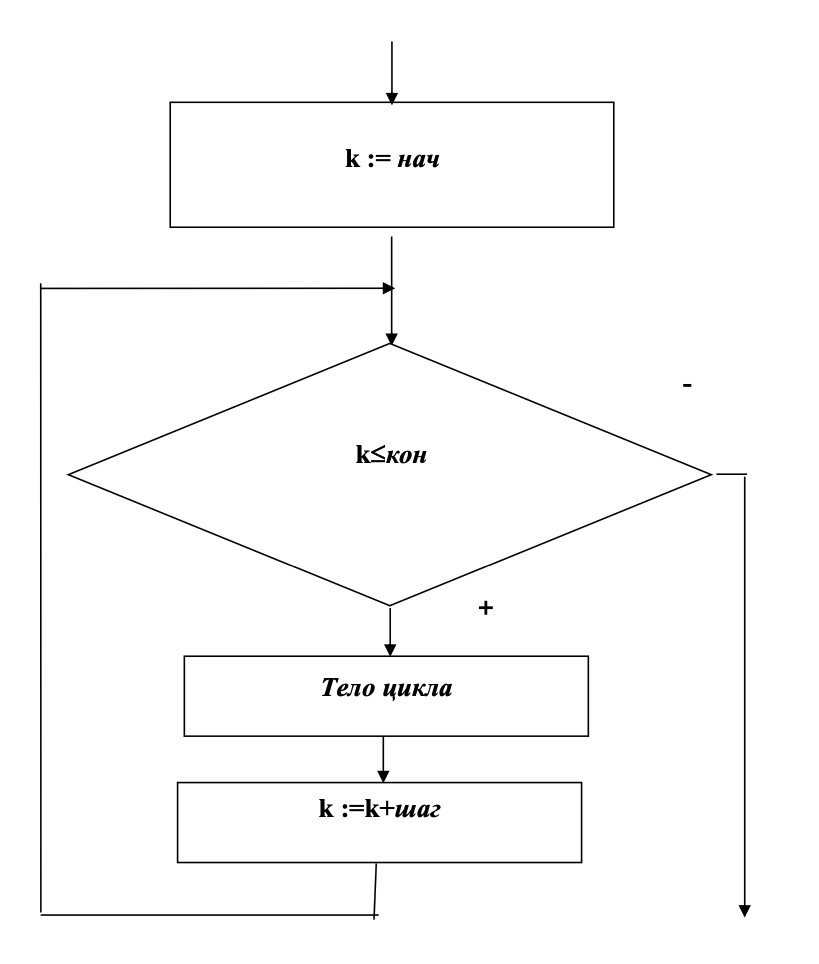 k := нач
-
k≤кон
+
Тело цикла
k :=k+шаг